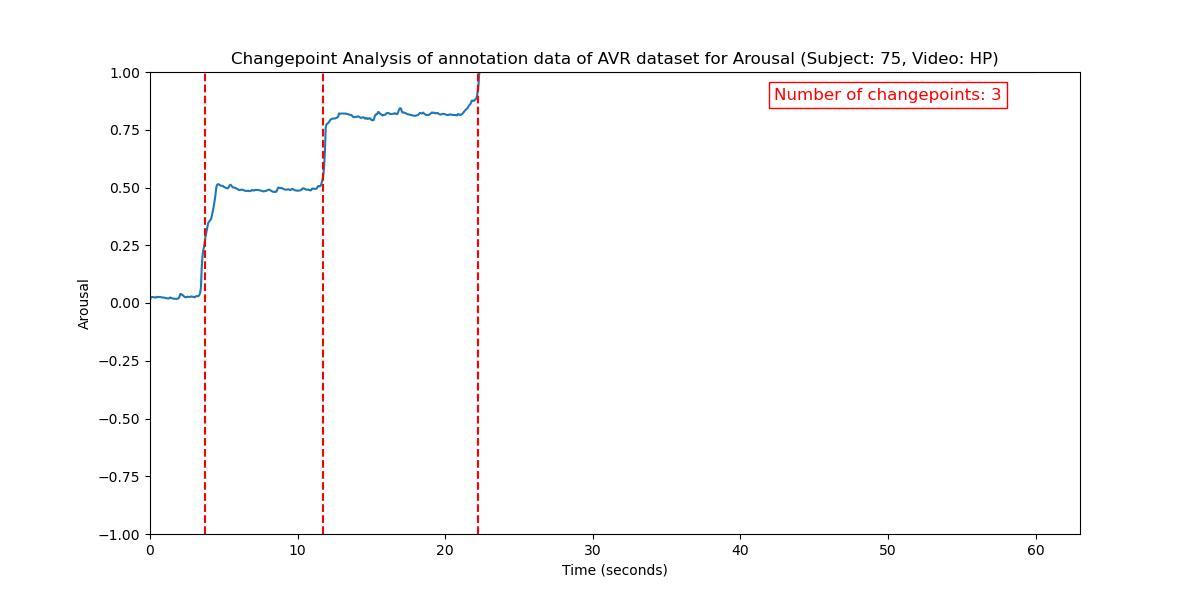 Changepoint Analysis of annotation data of AVR dataset for Arousal (Subject: 75, Video: HP)
Number of changepoints: 3
1.00
0.75
0.50
0.25
0.00
−0.25
−0.50
−0.75
−1.00
Arousal
0 10 20 30 40 50 60
Time (seconds)